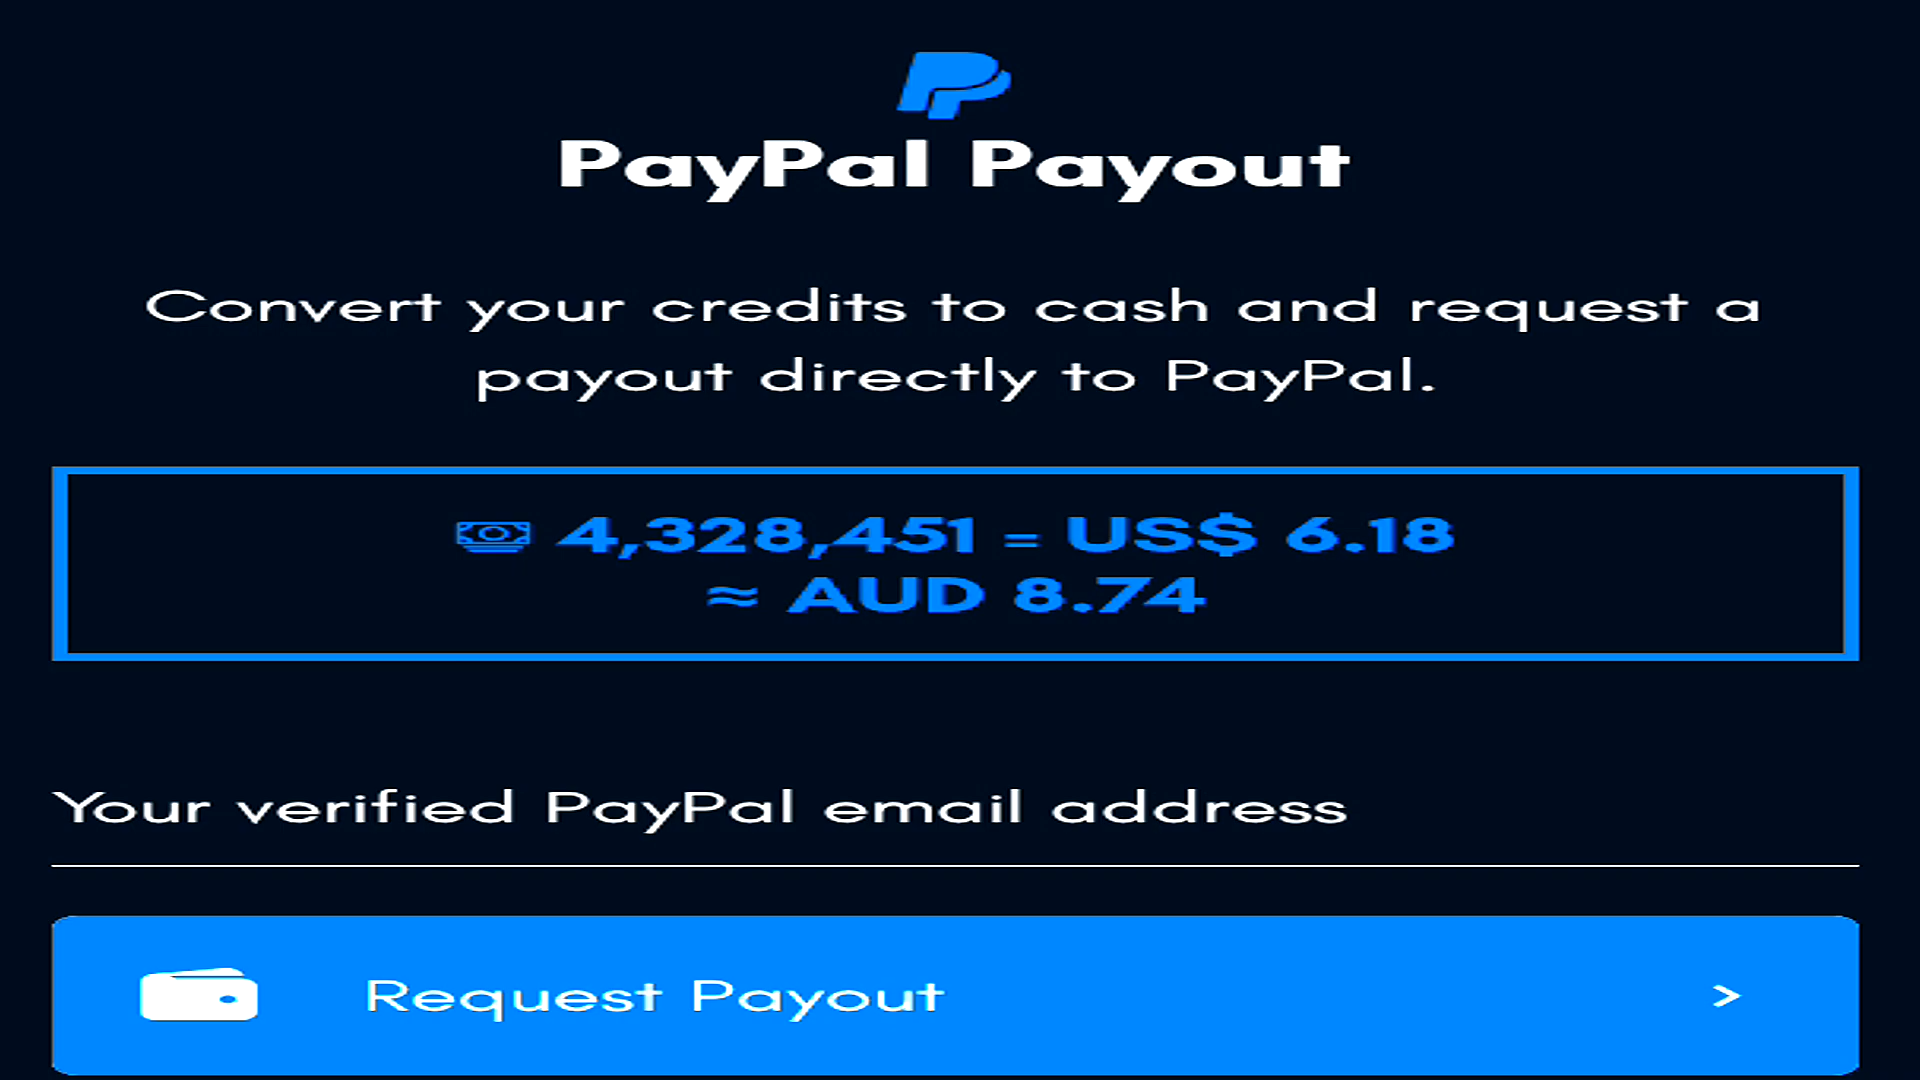 PayPal Payout
Convert your credits to cash and request a
payout directly to PayPal.
4,328,451 = US$ 6.18
≈ AUD 8.74
Your verified PayPal email address
Request Payout >